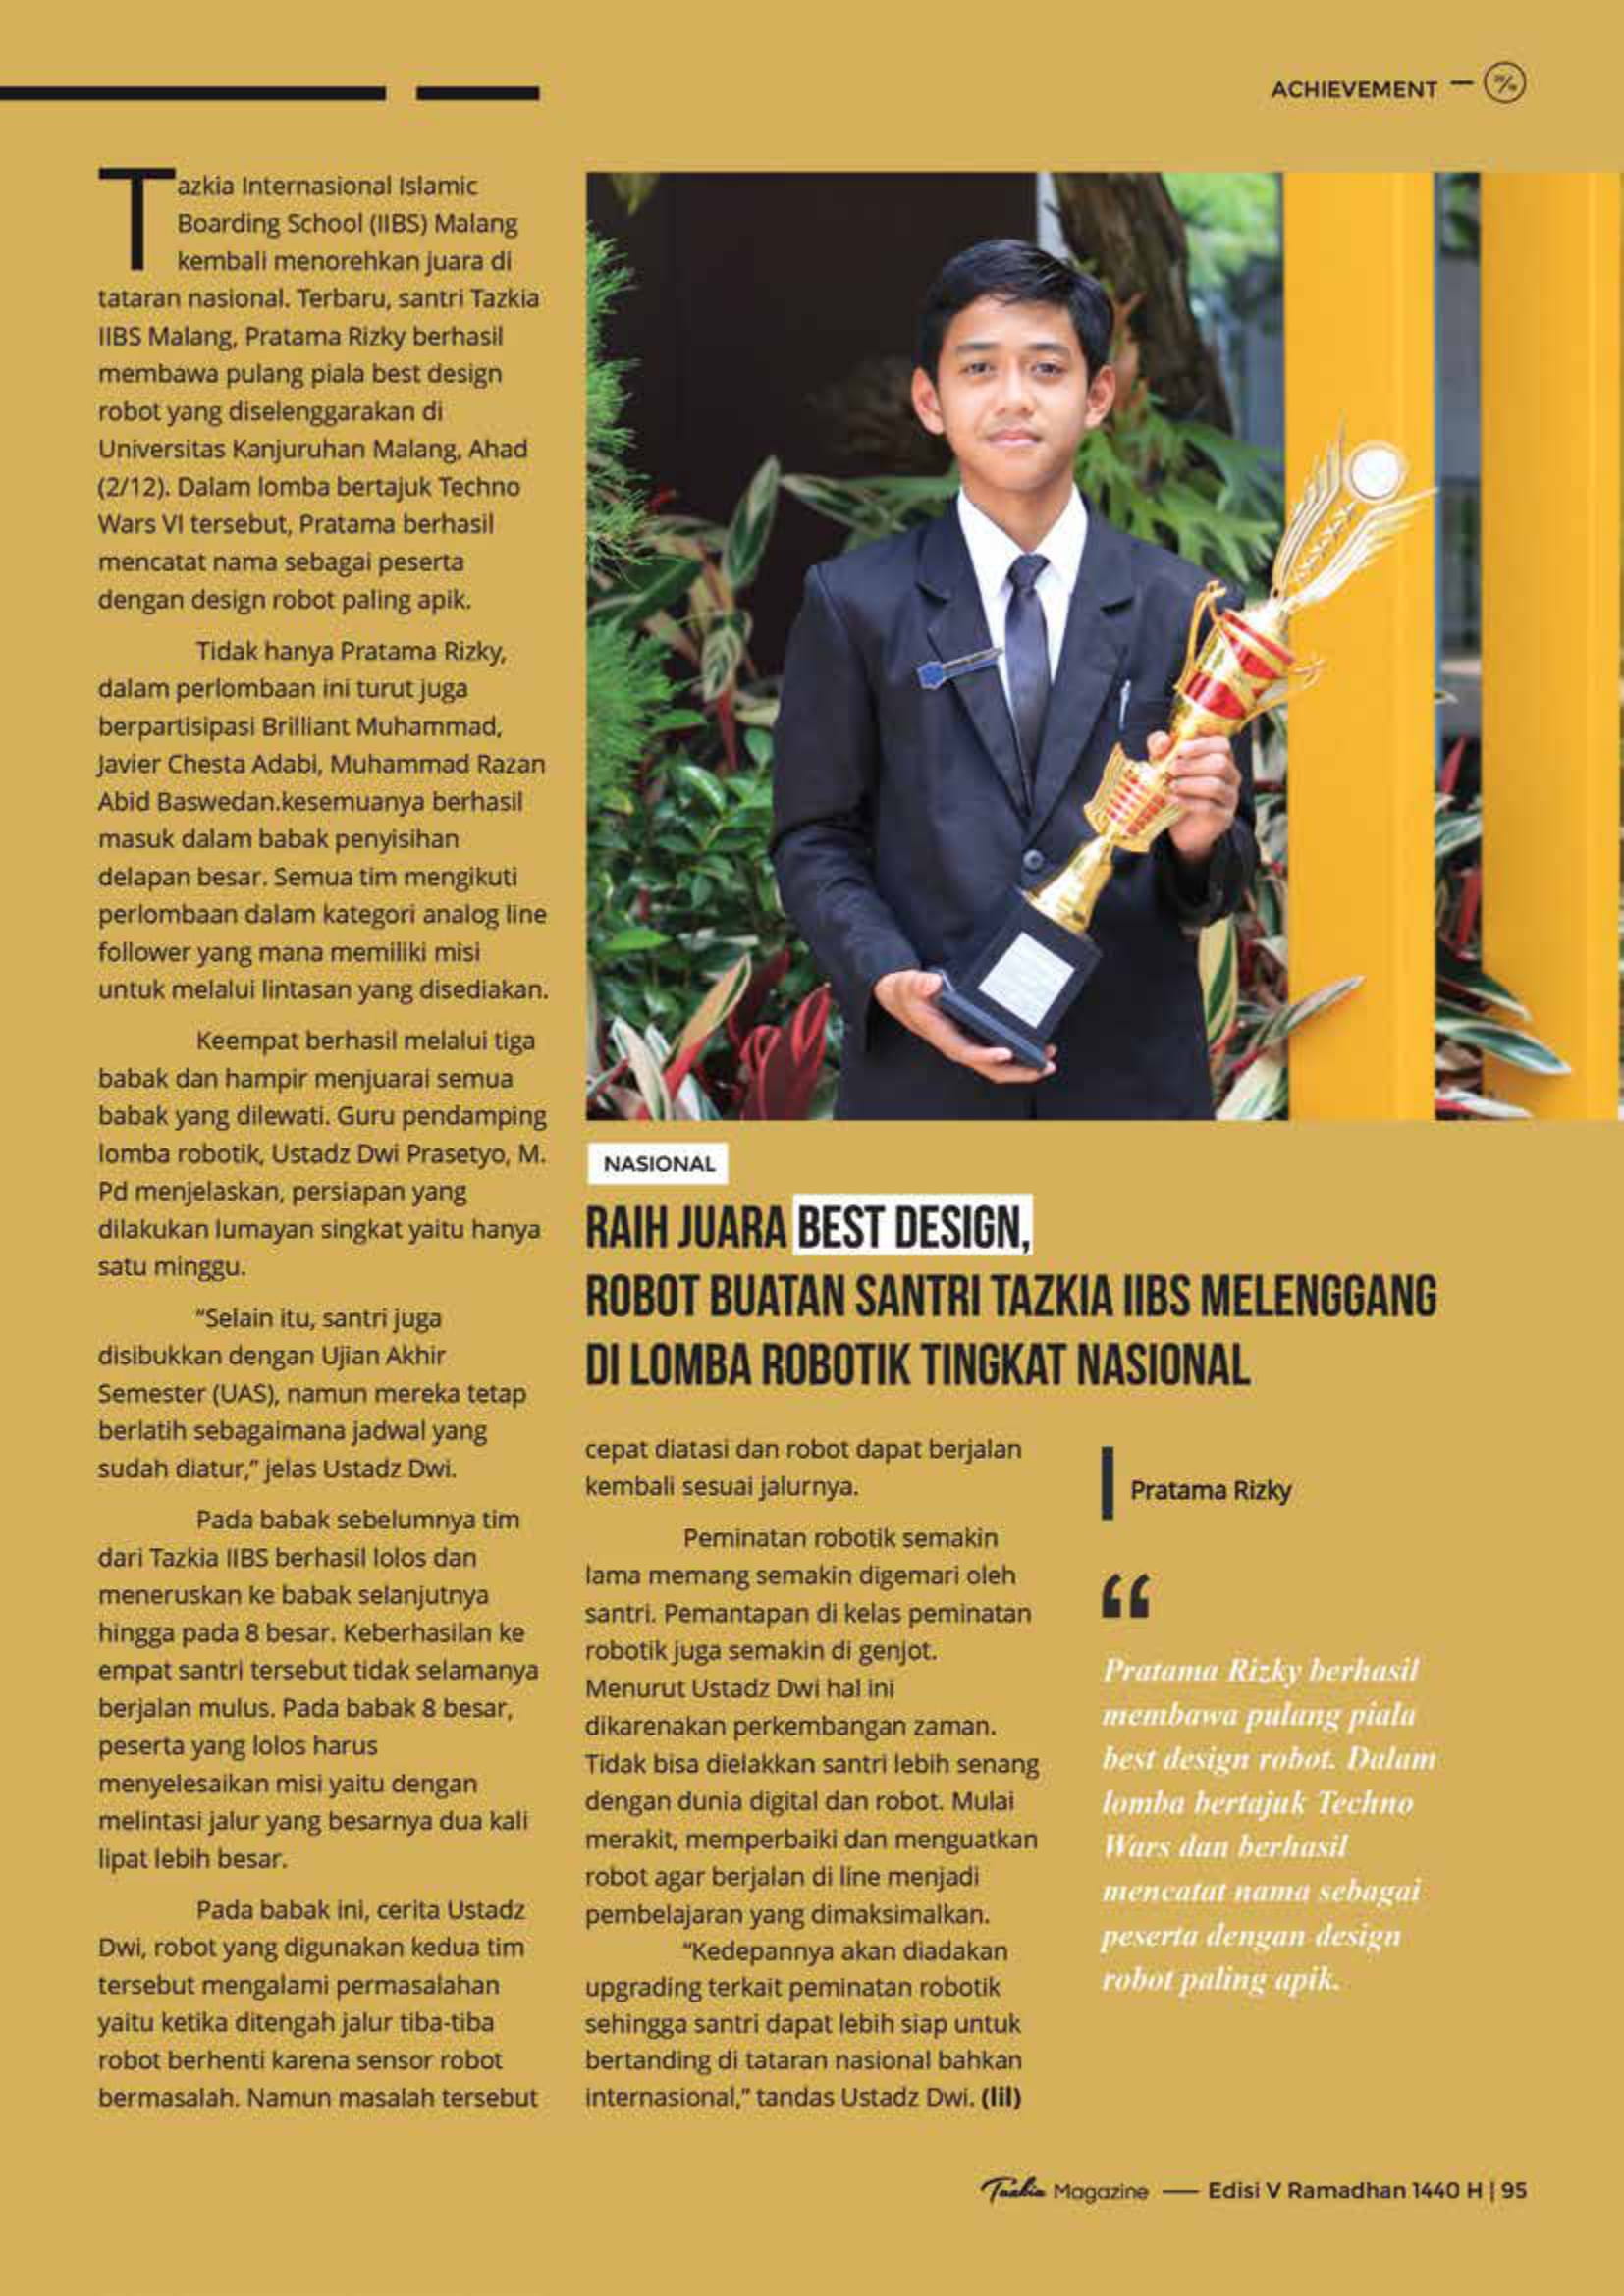 ACHIEVEMENT —
Tazkia Internasional Islamic
Boarding School (IIBS) Malang
kembali menorehkan juara di
tataran nasional. Terbaru, santri Tazkia
IIBS Malang, Pratama Rizky berhasil
membawa pulang piala best design
robot yang diselenggarakan di
Universitas Kanjuruhan Malang, Ahad
(2/12). Dalam lomba bertajuk Techno
Wars VI tersebut, Pratama berhasil
mencatat nama sebagai peserta
dengan design robot paling apik.
Tidak hanya Pratama Rizky,
dalam perlombaan ini turut juga
berpartisipasi Brilliant Muhammad,
Javier Chesta Adabi, Muhammad Razan
Abid Baswedan.kesemuanya berhasil
masuk dalam babak penyisihan
delapan besar. Semua tim mengikuti
perlombaan dalam kategori analog line
follower yang mana memiliki misi
untuk melalui lintasan yang disediakan.
Keempat berhasil melalui tiga
babak dan hampir menjuarai semua
babak yang dilewati. Guru pendamping
lomba robotik, Ustadz Dwi Prasetyo, M.
Pd menjelaskan, persiapan yang
dilakukan lumayan singkat yaitu hanya
satu minggu.
“Selain itu, santri juga
disibukkan dengan Ujian Akhir
Semester (UAS), namun mereka tetap
berlatih sebagaimana jadwal yang
sudah diatur,” jelas Ustadz Dwi.
Pada babak sebelumnya tim
dari Tazkia IIBS berhasil lolos dan
meneruskan ke babak selanjutnya
hingga pada 8 besar. Keberhasilan ke
empat santri tersebut tidak selamanya
berjalan mulus. Pada babak 8 besar,
peserta yang lolos harus
menyelesaikan misi yaitu dengan
melintasi jalur yang besarnya dua kali
lipat lebih besar.
Pada babak ini, cerita Ustadz
Dwi, robot yang digunakan kedua tim
tersebut mengalami permasalahan
yaitu ketika ditengah jalur tiba-tiba
robot berhenti karena sensor robot
bermasalah. Namun masalah tersebut
NASIONAL
RAIH JUARA BEST DESIGN,
ROBOT BUATAN SANTRI TAZKIA IIBS MELENGGANG
DI LOMBA ROBOTIK TINGKAT NASIONAL
cepat diatasi dan robot dapat berjalan
kembali sesuai jalurnya.
Peminatan robotik semakin
lama memang semakin digemari oleh
santri. Pemantapan di kelas peminatan
robotik juga semakin di genjot.
Menurut Ustadz Dwi hal ini
dikarenakan perkembangan zaman.
Tidak bisa dielakkan santri lebih senang
dengan dunia digital dan robot. Mulai
merakit, memperbaiki dan menguatkan
robot agar berjalan di line menjadi
pembelajaran yang dimaksimalkan.
“Kedepannya akan diadakan
upgrading terkait peminatan robotik
sehingga santri dapat lebih siap untuk
bertanding di tataran nasional bahkan
internasional,” tandas Ustadz Dwi. (lil)
Pratama Rizky
“
Pratama Rizky berhasil
membawa pulang piala
best design robot. Dalam
lomba bertajuk Techno
Wars dan berhasil
mencatat nama sebagai
peserta dengan design
robot paling apik.
Tazkia Magazine — Edisi V Ramadhan 1440 H | 95